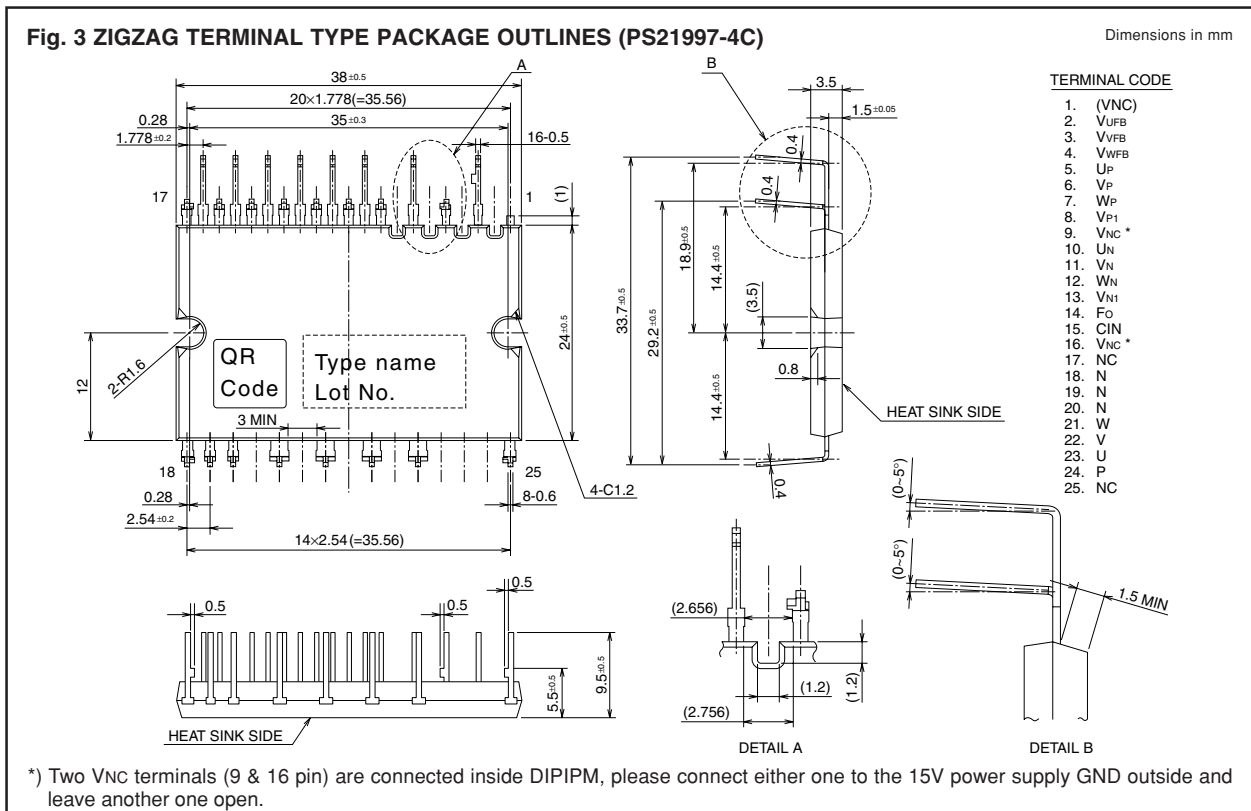 Fig. 3 ZIGZAG TERMINAL TYPE PACKAGE OUTLINES (PS21997-4C)
Dimensions in mm
A
38±0.5
20×1.778(=35.56)
0.28
35±0.3
1.778±0.2
16-0.5
17
1
(1)
24±0.5
12
2-R1.6
QR
Code
Type name
Lot No.
3 MIN
18
25
0.28
2.54±0.2
8-0.6
4-C1.2
14×2.54(=35.56)
B
3.5
1.5±0.05
0.4
0.4
33.7±0.5
29.2±0.5
18.9±0.5
14.4±0.5
(3.5)
0.8
14.4±0.5
HEAT SINK SIDE
0.4
TERMINAL CODE
1. (VNC)
2. VUFB
3. VVFB
4. VWFB
5. UP
6. VP
7. WP
8. VP1
9. VNC *
10. UN
11. VN
12. WN
13. VN1
14. FO
15. CIN
16. VNC *
17. NC
18. N
19. N
20. N
21. W
22. V
23. U
24. P
25. NC
0.5
0.5
0.5
5.5±0.5
9.5±0.5
HEAT SINK SIDE
(2.656)
(1.2)
(1.2)
(2.756)
DETAIL A
(0~5°)
(0~5°)
1.5 MIN
DETAIL B
*) Two VNC terminals (9 & 16 pin) are connected inside DIPIPM, please connect either one to the 15V power supply GND outside and
leave another one open.